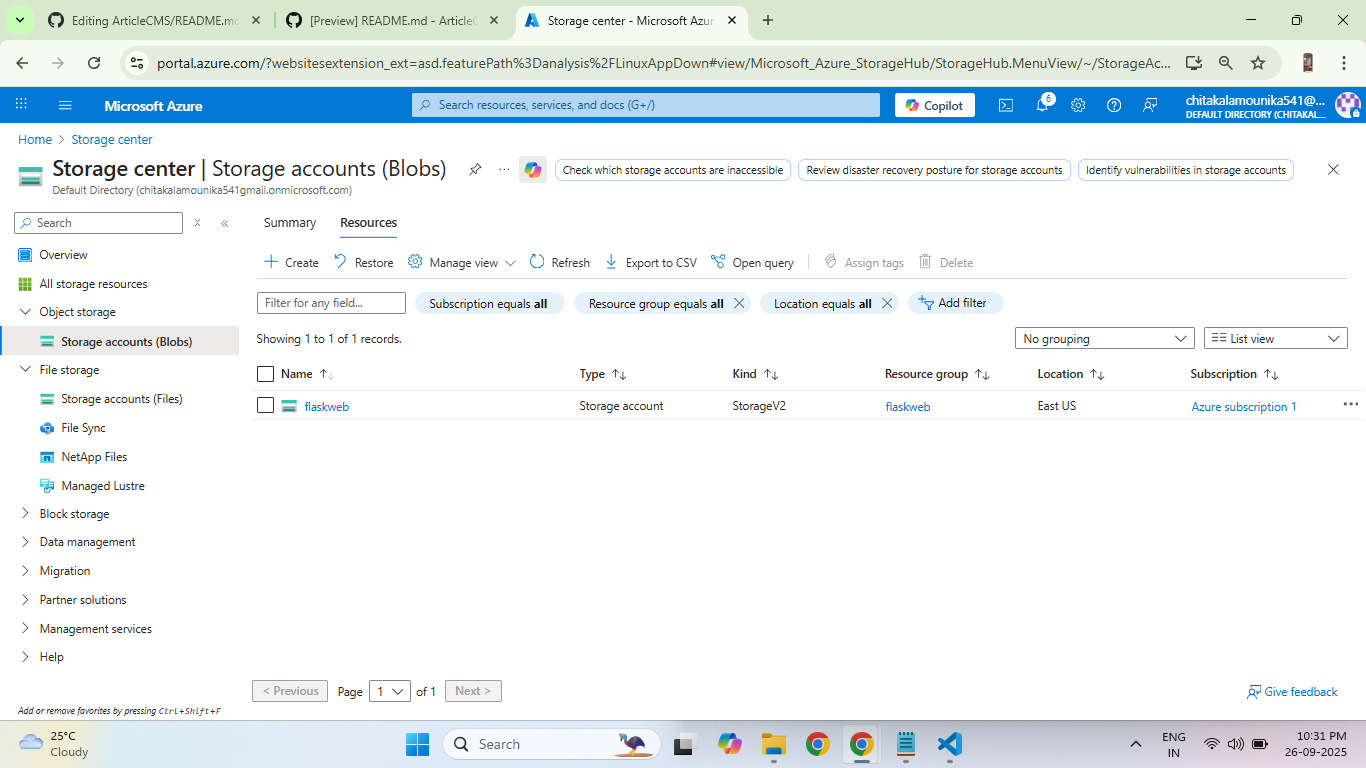 Editing ArticleCMS/README.md
[Preview] README.md - ArticleC
Storage center - Microsoft Azur
portal.azure.com/?websitesextension_ext=asd.featurePath%3Danalysis%2FLinuxAppDown#view/Microsoft_Azure_StorageHub/StorageHub.MenuView/~/StorageAc...
Microsoft Azure
Search resources, services, and docs (G+/)
Copilot
6
chitakalamounika541@...
DEFAULT DIRECTORY (CHITAKAL...
Home > Storage center
Storage center | Storage accounts (Blobs)
...
Check which storage accounts are inaccessible
Review disaster recovery posture for storage accounts
Identify vulnerabilities in storage accounts
Default Directory (chitakalamounika541gmail.onmicrosoft.com)
Search
Overview
All storage resources
Object storage
Storage accounts (Blobs)
File storage
Storage accounts (Files)
File Sync
NetApp Files
Managed Lustre
Block storage
Data management
Migration
Partner solutions
Management services
Help
Add or remove favorites by pressing Ctrl+Shift+F
Summary Resources
Create Restore Manage view Refresh Export to CSV Open query Assign tags Delete
Filter for any field... Subscription equals all Resource group equals all Location equals all Add filter
Showing 1 to 1 of 1 records. No grouping List view
Name Type Kind Resource group Location Subscription
flaskweb Storage account StorageV2 flaskweb East US Azure subscription 1
< Previous Page 1 of 1 Next >
Give feedback
25°C
Cloudy
Search
ENG
IN
10:31 PM
26-09-2025